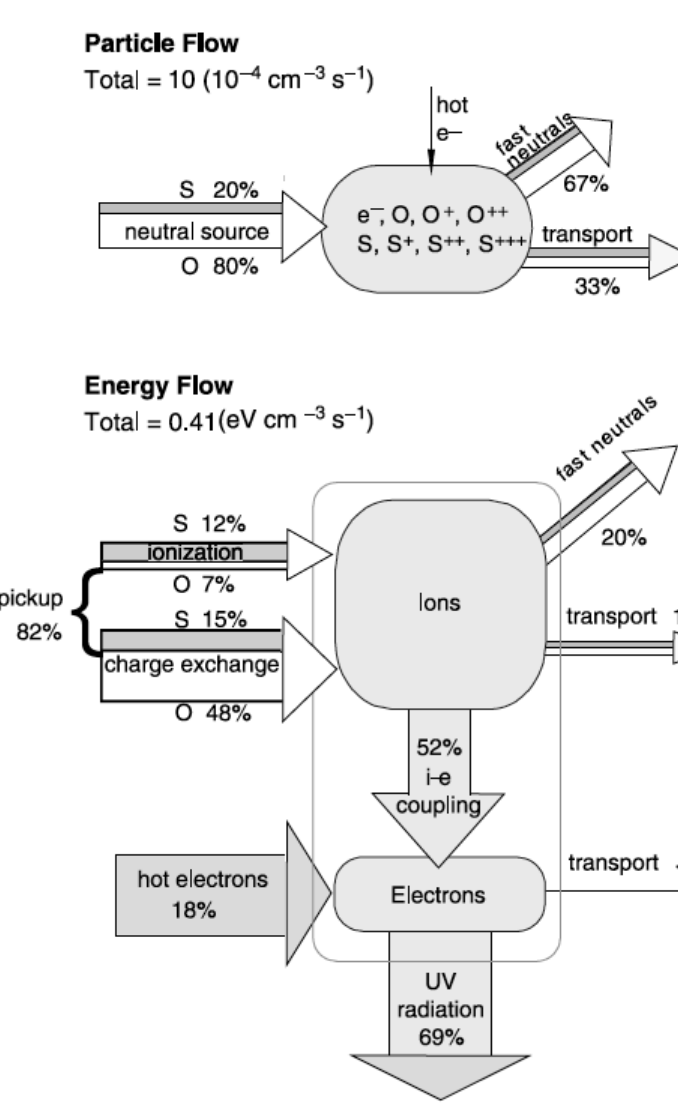 Particle Flow
Total = 10 (10⁻⁴ cm⁻³ s⁻¹)
hot
e–
fast
neutrals
67%
S 20%
neutral source
O 80%
e⁻, O, O⁺, O⁺⁺
S, S⁺, S⁺⁺, S⁺⁺⁺
transport
33%
Energy Flow
Total = 0.41(eV cm ⁻³ s⁻¹)
fast neutrals
20%
S 12%
ionization
O 7%
pickup
82%
S 15%
charge exchange
O 48%
Ions
transport 1
52%
i-e
coupling
hot electrons
18%
Electrons
transport
UV
radiation
69%